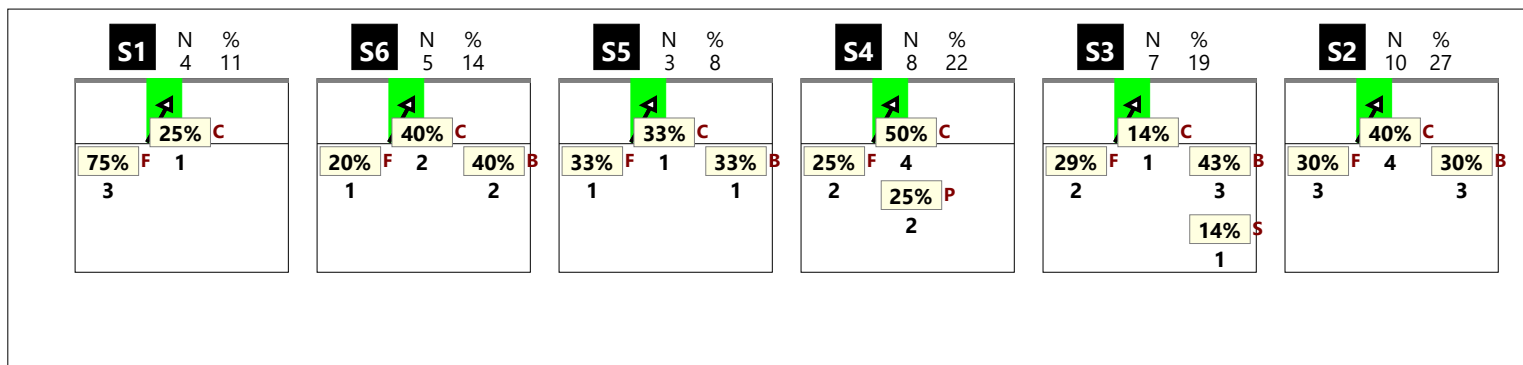 S1 N % S6 N % S5 N % S4 N % S3 N % S2 N %
4 11 5 14 3 8 8 22 7 19 10 27
25% C 40% C 33% C 50% C 14% C 40% C
75% F 1 20% F 2 40% B 33% F 1 33% B 25% F 4 29% F 1 43% B 30% F 4 30% B
3 1 2 1 1 2 2 3 3 3
25% P
2
14% S
1